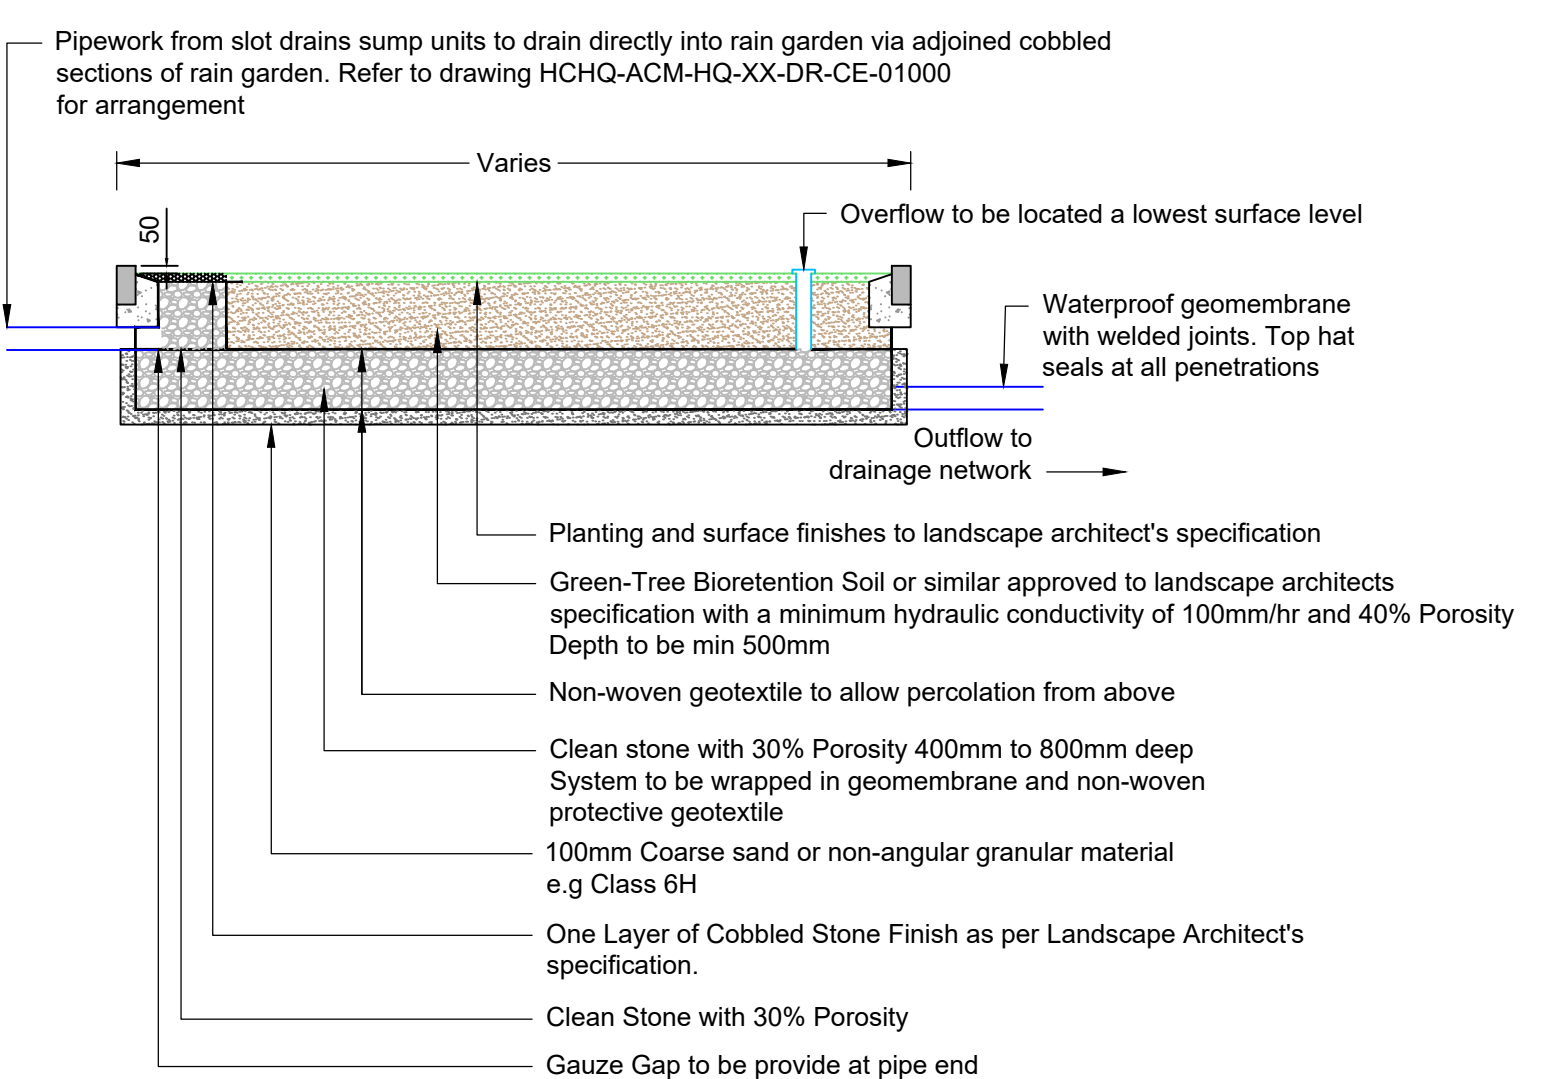 Pipework from slot drains sump units to drain directly into rain garden via adjoined cobbled
sections of rain garden. Refer to drawing HCHQ-ACM-HQ-XX-DR-CE-01000
for arrangement
Varies
50
Overflow to be located a lowest surface level
Waterproof geomembrane
with welded joints. Top hat
seals at all penetrations
Outflow to
drainage network
Planting and surface finishes to landscape architect's specification
Green-Tree Bioretention Soil or similar approved to landscape architects
specification with a minimum hydraulic conductivity of 100mm/hr and 40% Porosity
Depth to be min 500mm
Non-woven geotextile to allow percolation from above
Clean stone with 30% Porosity 400mm to 800mm deep
System to be wrapped in geomembrane and non-woven
protective geotextile
100mm Coarse sand or non-angular granular material
e.g Class 6H
One Layer of Cobbled Stone Finish as per Landscape Architect's
specification.
Clean Stone with 30% Porosity
Gauze Gap to be provide at pipe end